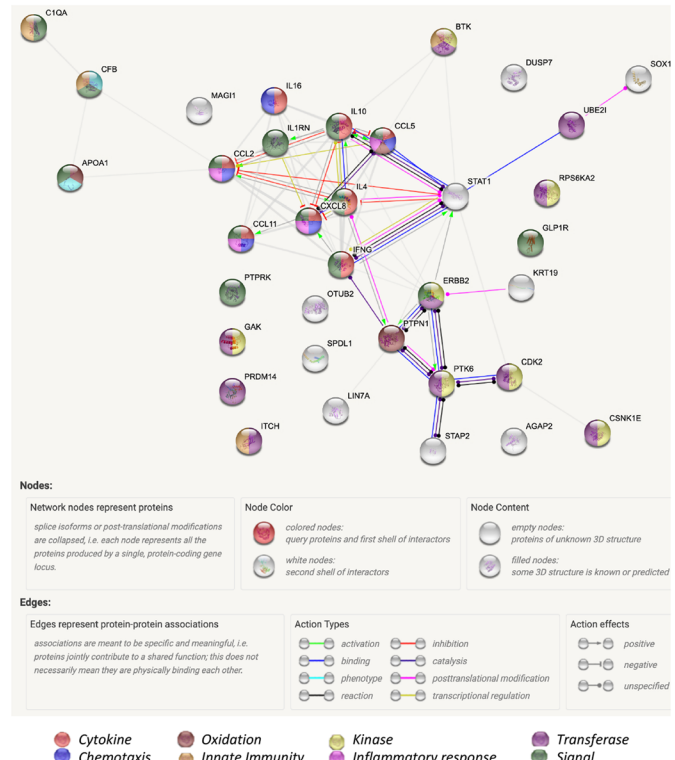 C1QA
BTK
CFB
DUSP7
SOX1
MAGI1
IL16
UBE2I
IL10
CCL5
IL1RN
CCL2
APOA1
STAT1
RPS6KA2
IL4
CXCL8
CCL11
GLP1R
IFNG
KRT19
PTPRK
ERBB2
OTUB2
PTPN1
GAK
SPDL1
PTK6
CDK2
PRDM14
LIN7A
CSNK1E
ITCH
STAP2
AGAP2
Nodes:
Network nodes represent proteins
splice isoforms or post-translational modifications
are collapsed, i.e. each node represents all the
proteins produced by a single, protein-coding gene
locus.
Node Color
colored nodes:
query proteins and first shell of interactors
white nodes:
second shell of interactors
Node Content
empty nodes:
proteins of unknown 3D structure
filled nodes:
some 3D structure is known or predicted
Edges:
Edges represent protein-protein associations
associations are meant to be specific and meaningful, i.e.
proteins jointly contribute to a shared function; this does not
necessarily mean they are physically binding each other.
Action Types
activation inhibition
binding catalysis
phenotype posttranslational modification
reaction transcriptional regulation
Action effects
positive
negative
unspecified
Cytokine Oxidation Kinase Transferase
Chemotaxis Innate Immunity Inflammatory response Signal